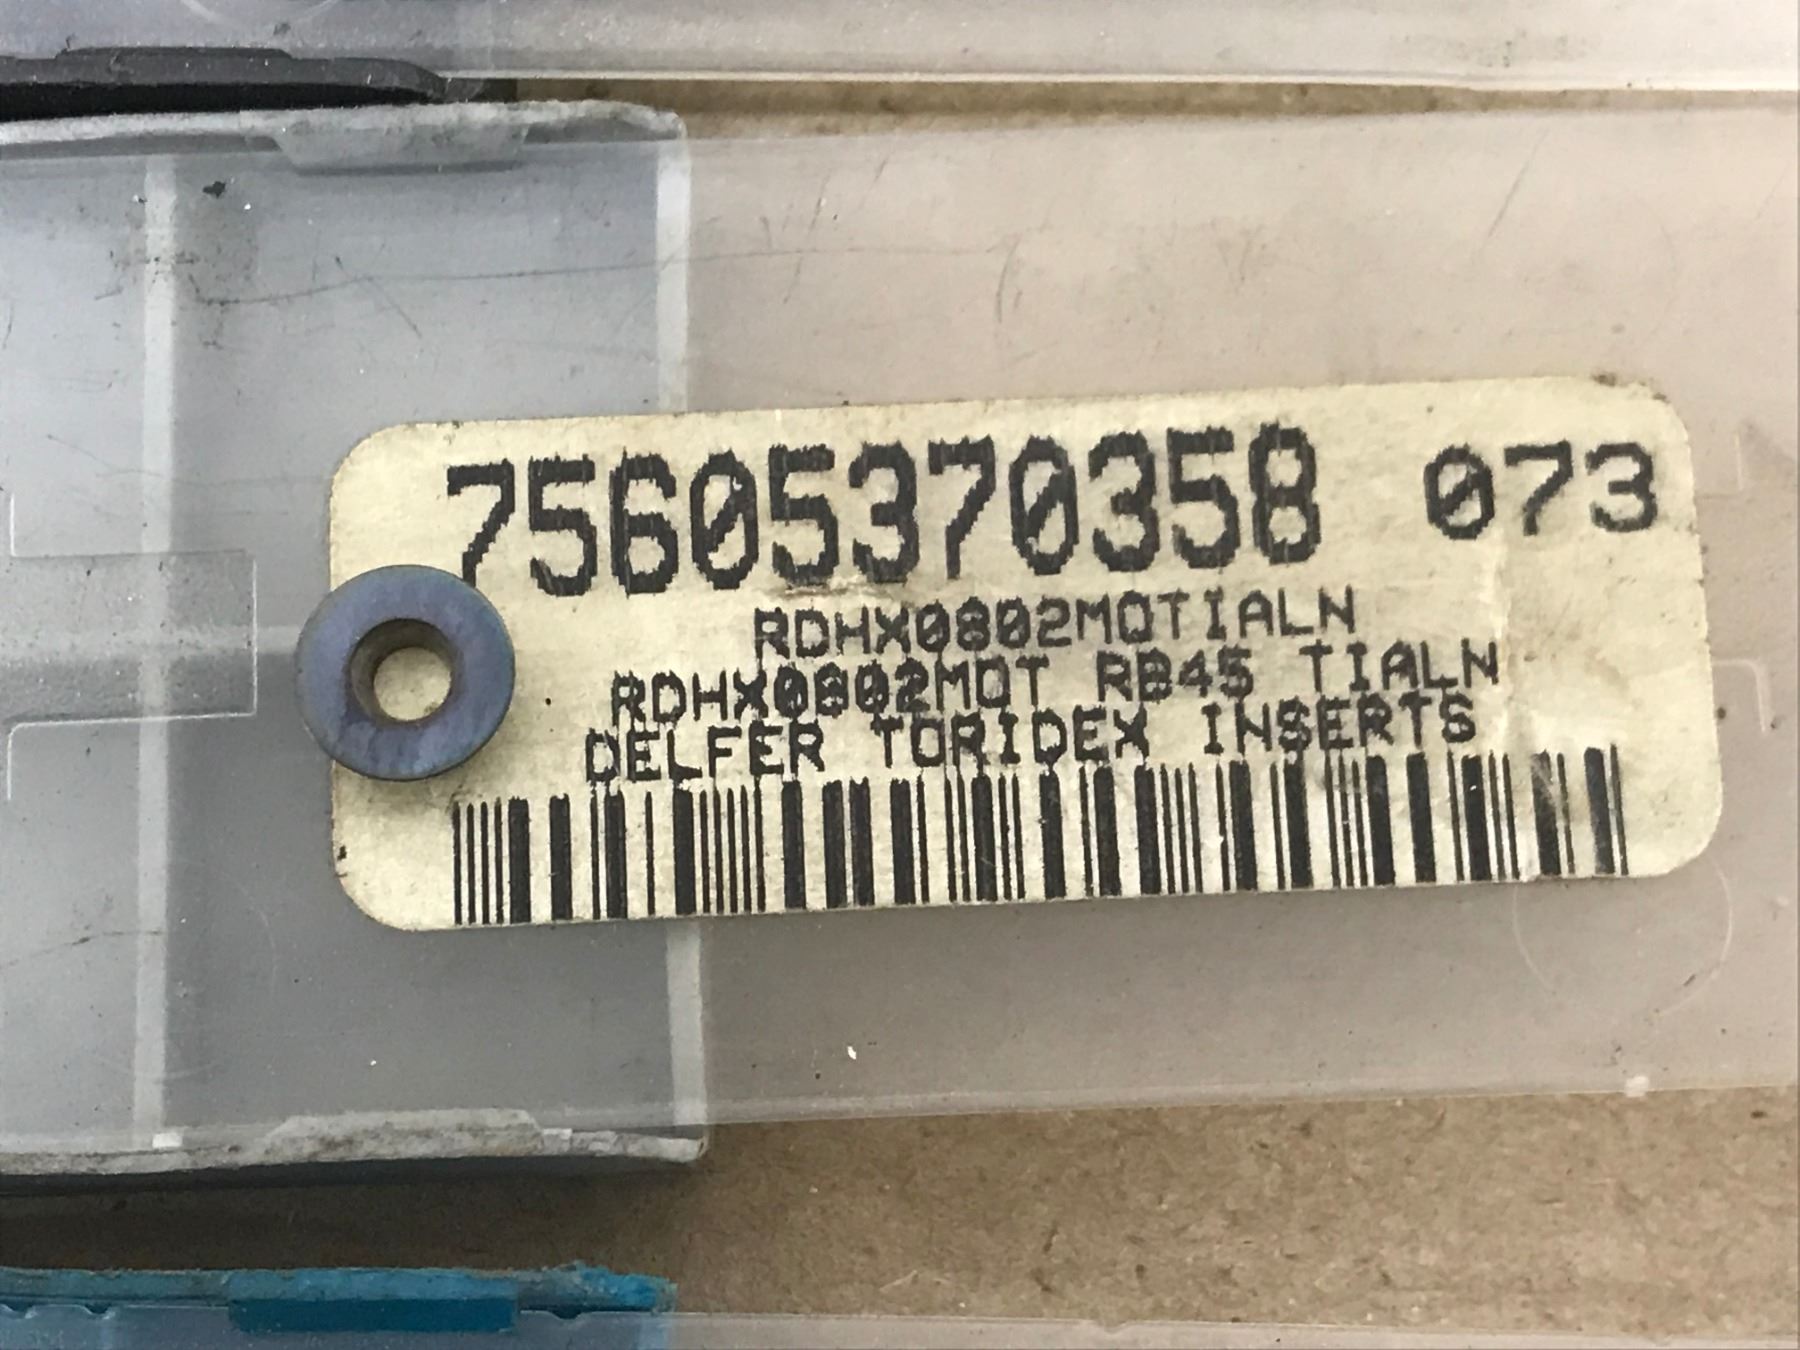 75605370358 073
RDHX0802MOTIALN
RDHX0802MOT RB45 TIALN
DELFER TORIDEX INSERTS